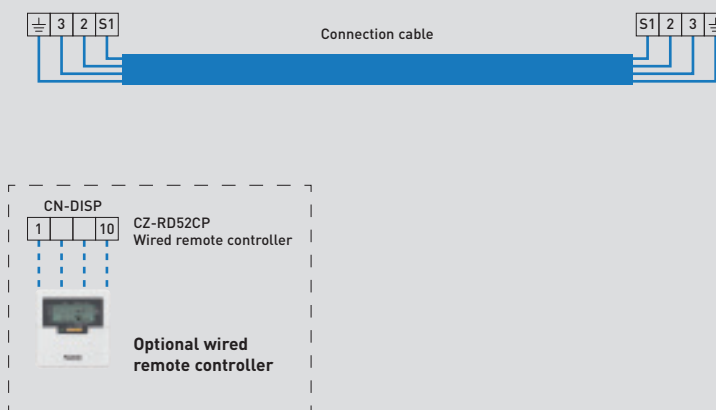 3 2 S1
Connection cable
S1 2 3
CN-DISP
1 10
CZ-RD52CP
Wired remote controller
Optional wired
remote controller